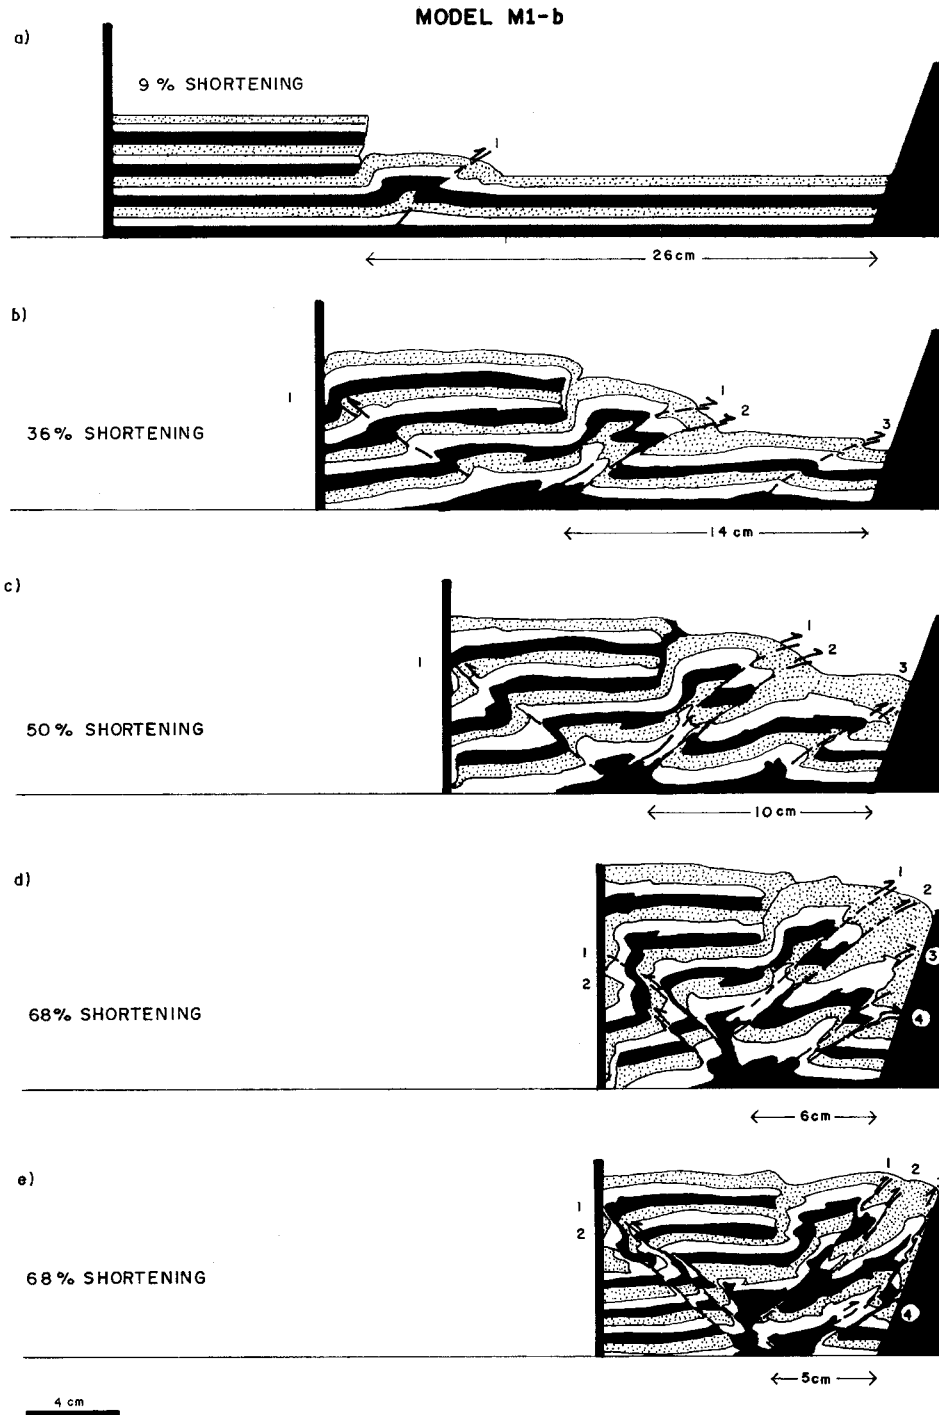 MODEL M1-b
a)
9 % SHORTENING
1
26cm
b)
1
1
2
3
36% SHORTENING
14 cm
c)
1
1
2
3
50% SHORTENING
10 cm
d)
1
2
1
2
3
4
68% SHORTENING
6cm
e)
1
2
1
2
4
68% SHORTENING
5cm
4 cm